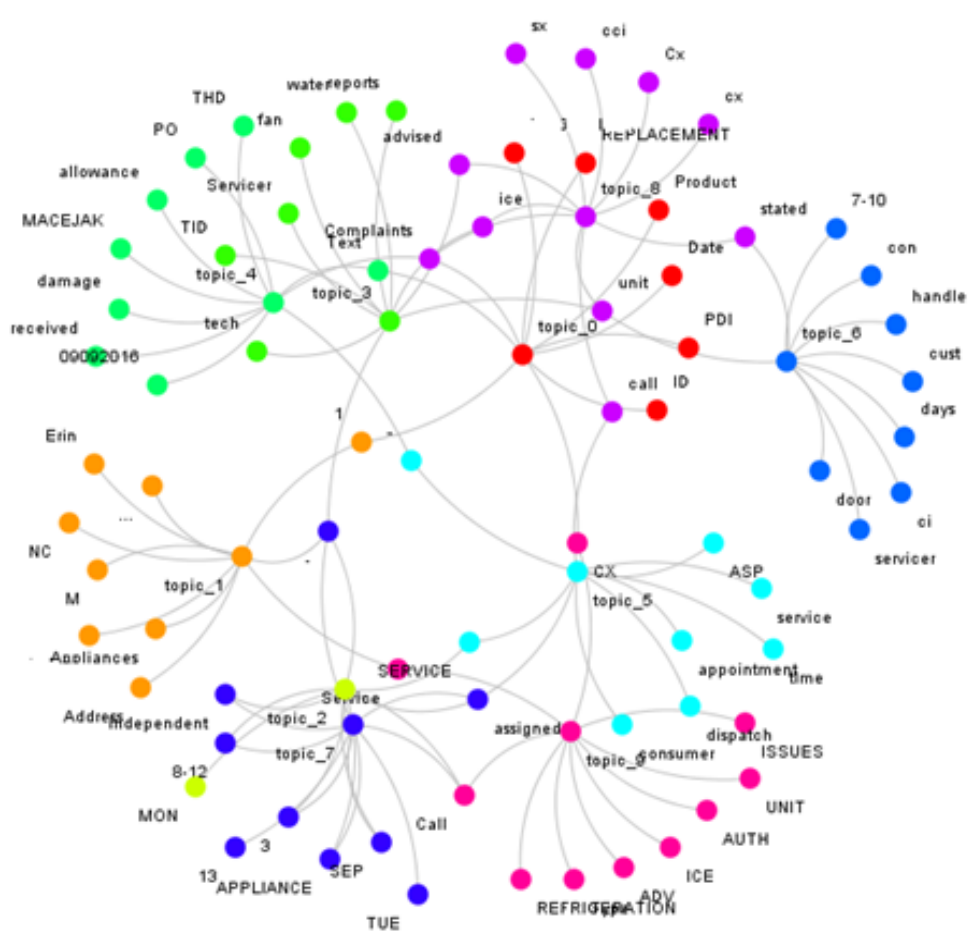 sx
cci
Cx
cx
water
reports
THD
fan
PO
advised
REPLACEMENT
allowance
Servicer
ice
topic_8
Product
MACEJAK
TID
Complaints
Text
stated
7-10
damage
topic_4
topic_3
Date
con
unit
handle
received
tech
topic_0
PDI
topic_6
09092016
cust
call
ID
days
1
-
Erin
door
ci
...
servicer
NC
topic_1
CX
ASP
M
topic_5
service
Appliances
SERVICE
appointment
time
Address
Independent
Service
topic_2
assigned
dispatch
topic_7
topic_9
consumer
ISSUES
8-12
MON
UNIT
Call
AUTH
3
13
SEP
ICE
APPLIANCE
ADV
REFRIGERATION
Type
TUE